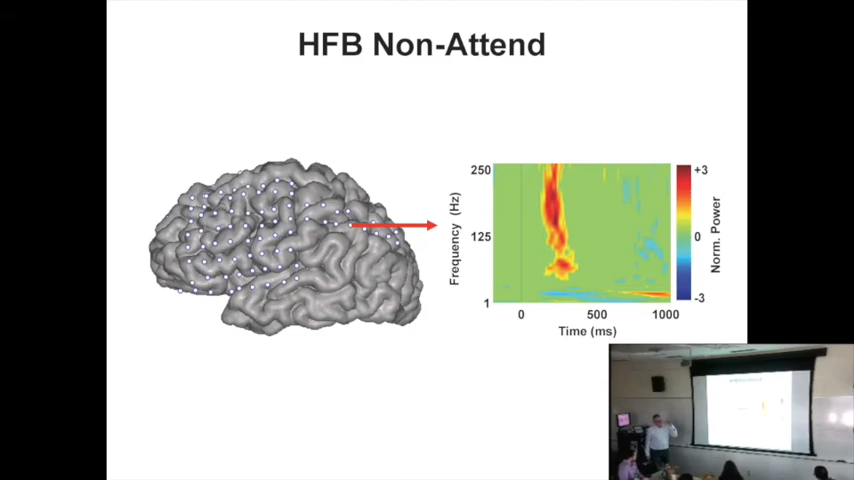 HFB Non-Attend
250
125
1
Frequency (Hz)
0
500
1000
Time (ms)
+3
0
-3
Norm. Power